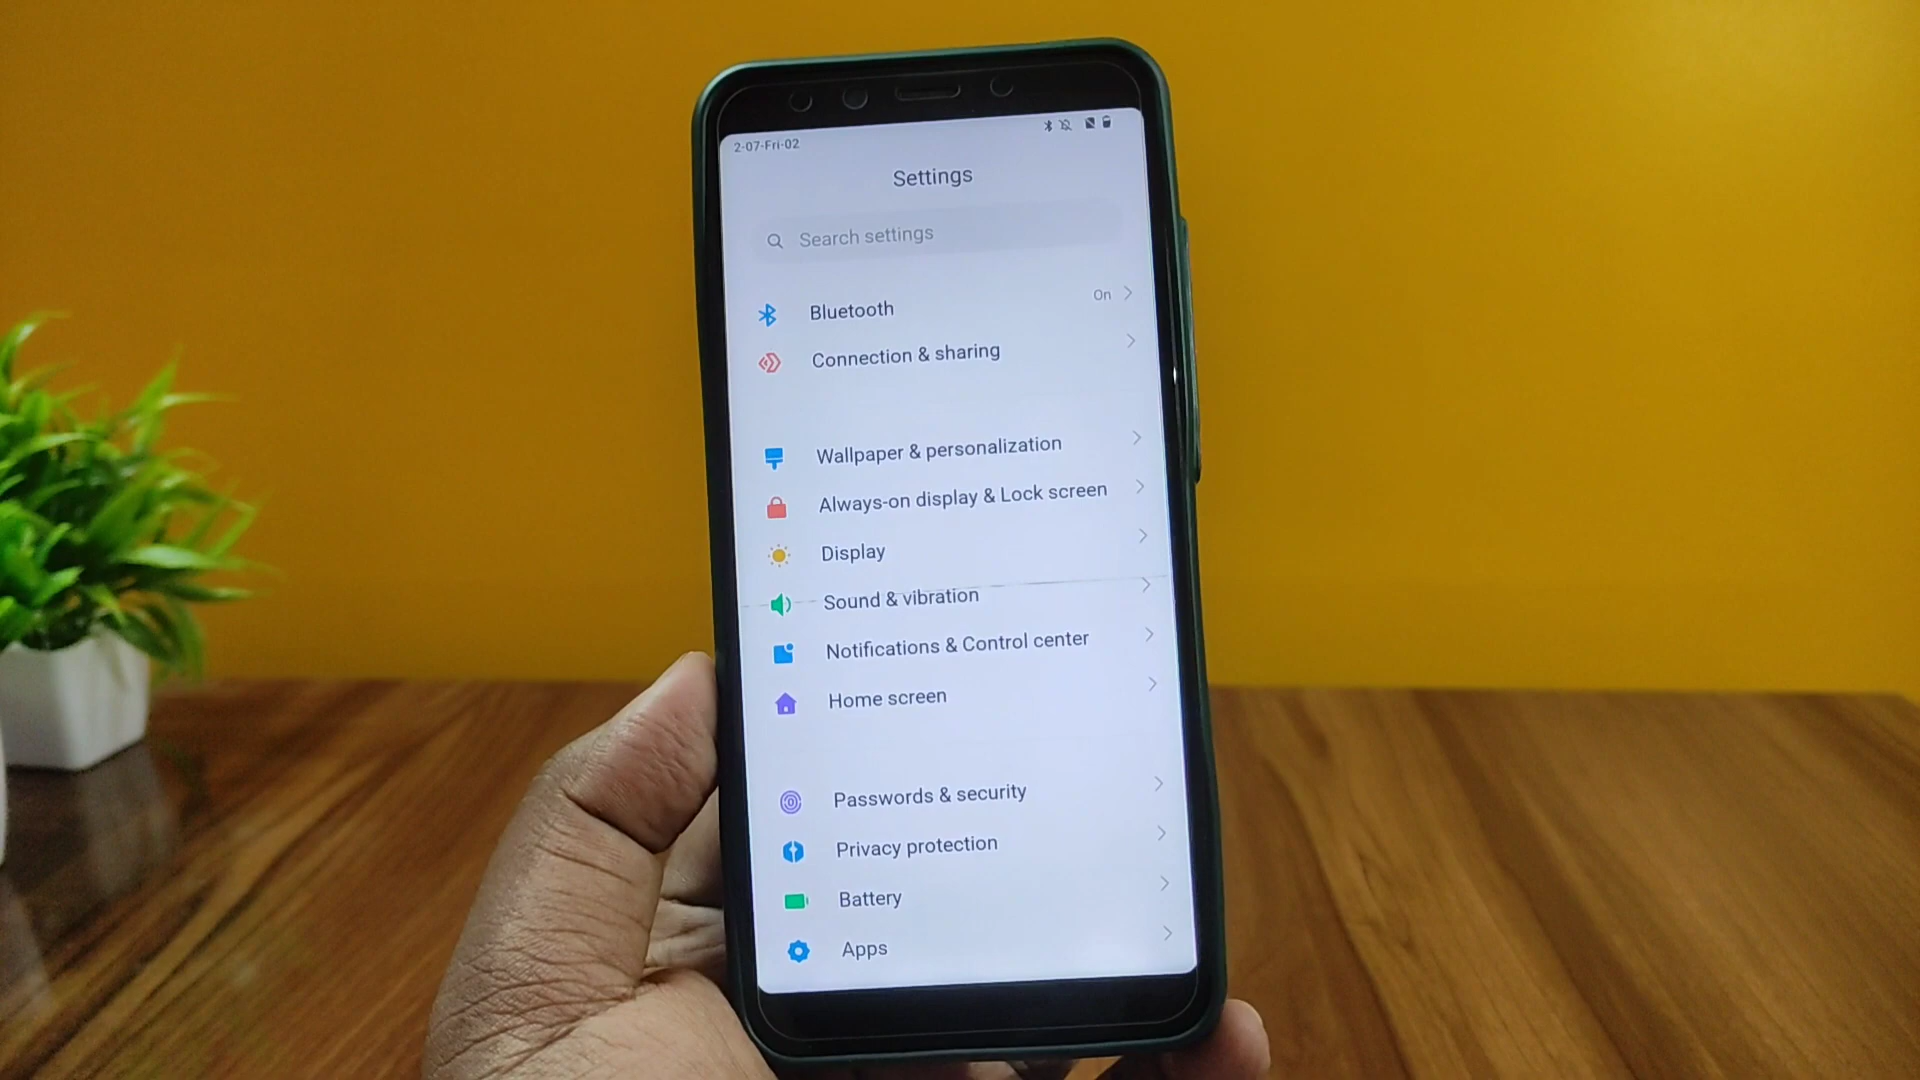 2-07-Fri-02
Settings
Search settings
Bluetooth On
Connection & sharing
Wallpaper & personalization
Always-on display & Lock screen
Display
Sound & vibration
Notifications & Control center
Home screen
Passwords & security
Privacy protection
Battery
Apps